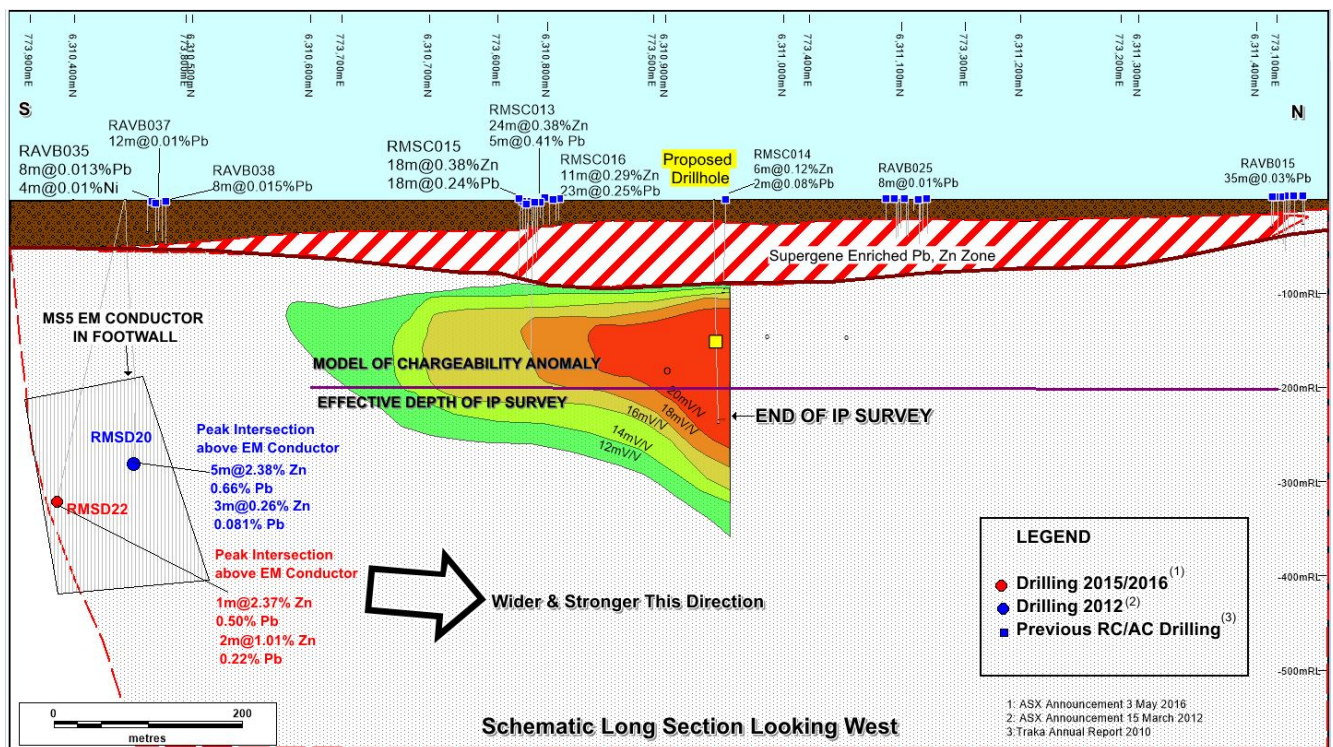 773,900mE
6,310,400mN
773,800mE
6,310,500mN
6,310,600mN
773,700mE
6,310,700mN
6,310,800mN
773,500mE
6,310,900mN
6,311,000mN
773,400mE
6,311,100mN
773,300mE
6,311,200mN
773,200mE
6,311,300mN
6,311,400mN
773,100mE
S
N
RAVB035
8m@0.013%Pb
4m@0.01%Ni
RAVB037
12m@0.01%Pb
RAVB038
8m@0.015%Pb
RMSC015
18m@0.38%Zn
18m@0.24%Pb
RMSC013
24m@0.38%Zn
5m@0.41% Pb
RMSC016
11m@0.29%Zn
23m@0.25%Pb
Proposed
Drillhole
RMSC014
6m@0.12%Zn
2m@0.08%Pb
RAVB025
8m@0.01%Pb
RAVB015
35m@0.03%Pb
Supergene Enriched Pb, Zn Zone
-100mRL
-200mRL
-300mRL
-400mRL
-500mRL
MS5 EM CONDUCTOR
IN FOOTWALL
MODEL OF CHARGEABILITY ANOMALY
EFFECTIVE DEPTH OF IP SURVEY
20mV/V
18mV/V
16mV/V
14mV/V
12mV/V
END OF IP SURVEY
RMSD20
Peak Intersection
above EM Conductor
5m@2.38% Zn
0.66% Pb
3m@0.26% Zn
0.081% Pb
RMSD22
Peak Intersection
above EM Conductor
1m@2.37% Zn
0.50% Pb
2m@1.01% Zn
0.22% Pb
Wider & Stronger This Direction
LEGEND
Drilling 2015/2016 (1)
Drilling 2012 (2)
Previous RC/AC Drilling (3)
0 200
metres
Schematic Long Section Looking West
1: ASX Announcement 3 May 2016
2: ASX Announcement 15 March 2012
3:Traka Annual Report 2010